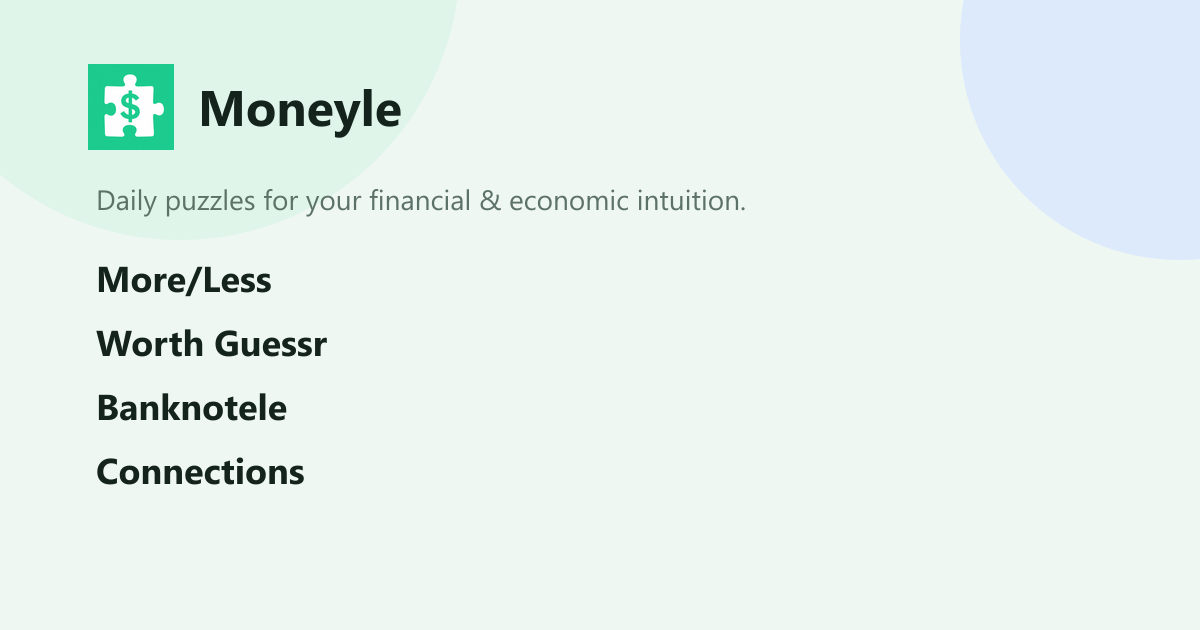 $
Moneyle
Daily puzzles for your financial & economic intuition.
More/Less
Worth Guessr
Banknotele
Connections